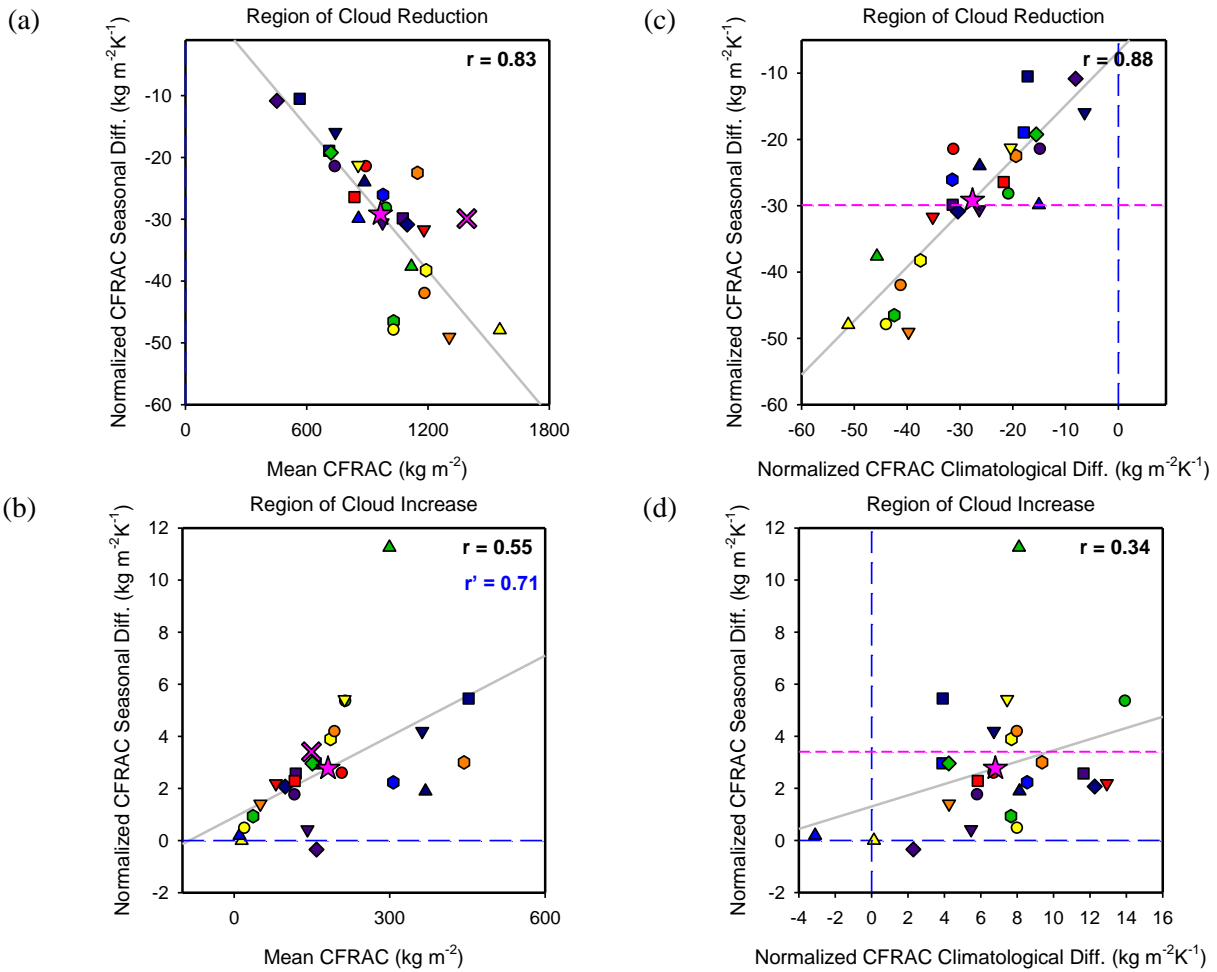 (a)
Region of Cloud Reduction
r = 0.83
Normalized CFRAC Seasonal Diff. (kg m-2K-1)
-10
-20
-30
-40
-50
-60
0 600 1200 1800
Mean CFRAC (kg m-2)
(c)
Region of Cloud Reduction
r = 0.88
Normalized CFRAC Seasonal Diff. (kg m-2K-1)
-10
-20
-30
-40
-50
-60
-60 -50 -40 -30 -20 -10 0
Normalized CFRAC Climatological Diff. (kg m-2K-1)
(b)
Region of Cloud Increase
r = 0.55
r' = 0.71
Normalized CFRAC Seasonal Diff. (kg m-2K-1)
12
10
8
6
4
2
0
-2
0 300 600
Mean CFRAC (kg m-2)
(d)
Region of Cloud Increase
r = 0.34
Normalized CFRAC Seasonal Diff. (kg m-2K-1)
12
10
8
6
4
2
0
-2
-4 -2 0 2 4 6 8 10 12 14 16
Normalized CFRAC Climatological Diff. (kg m-2K-1)